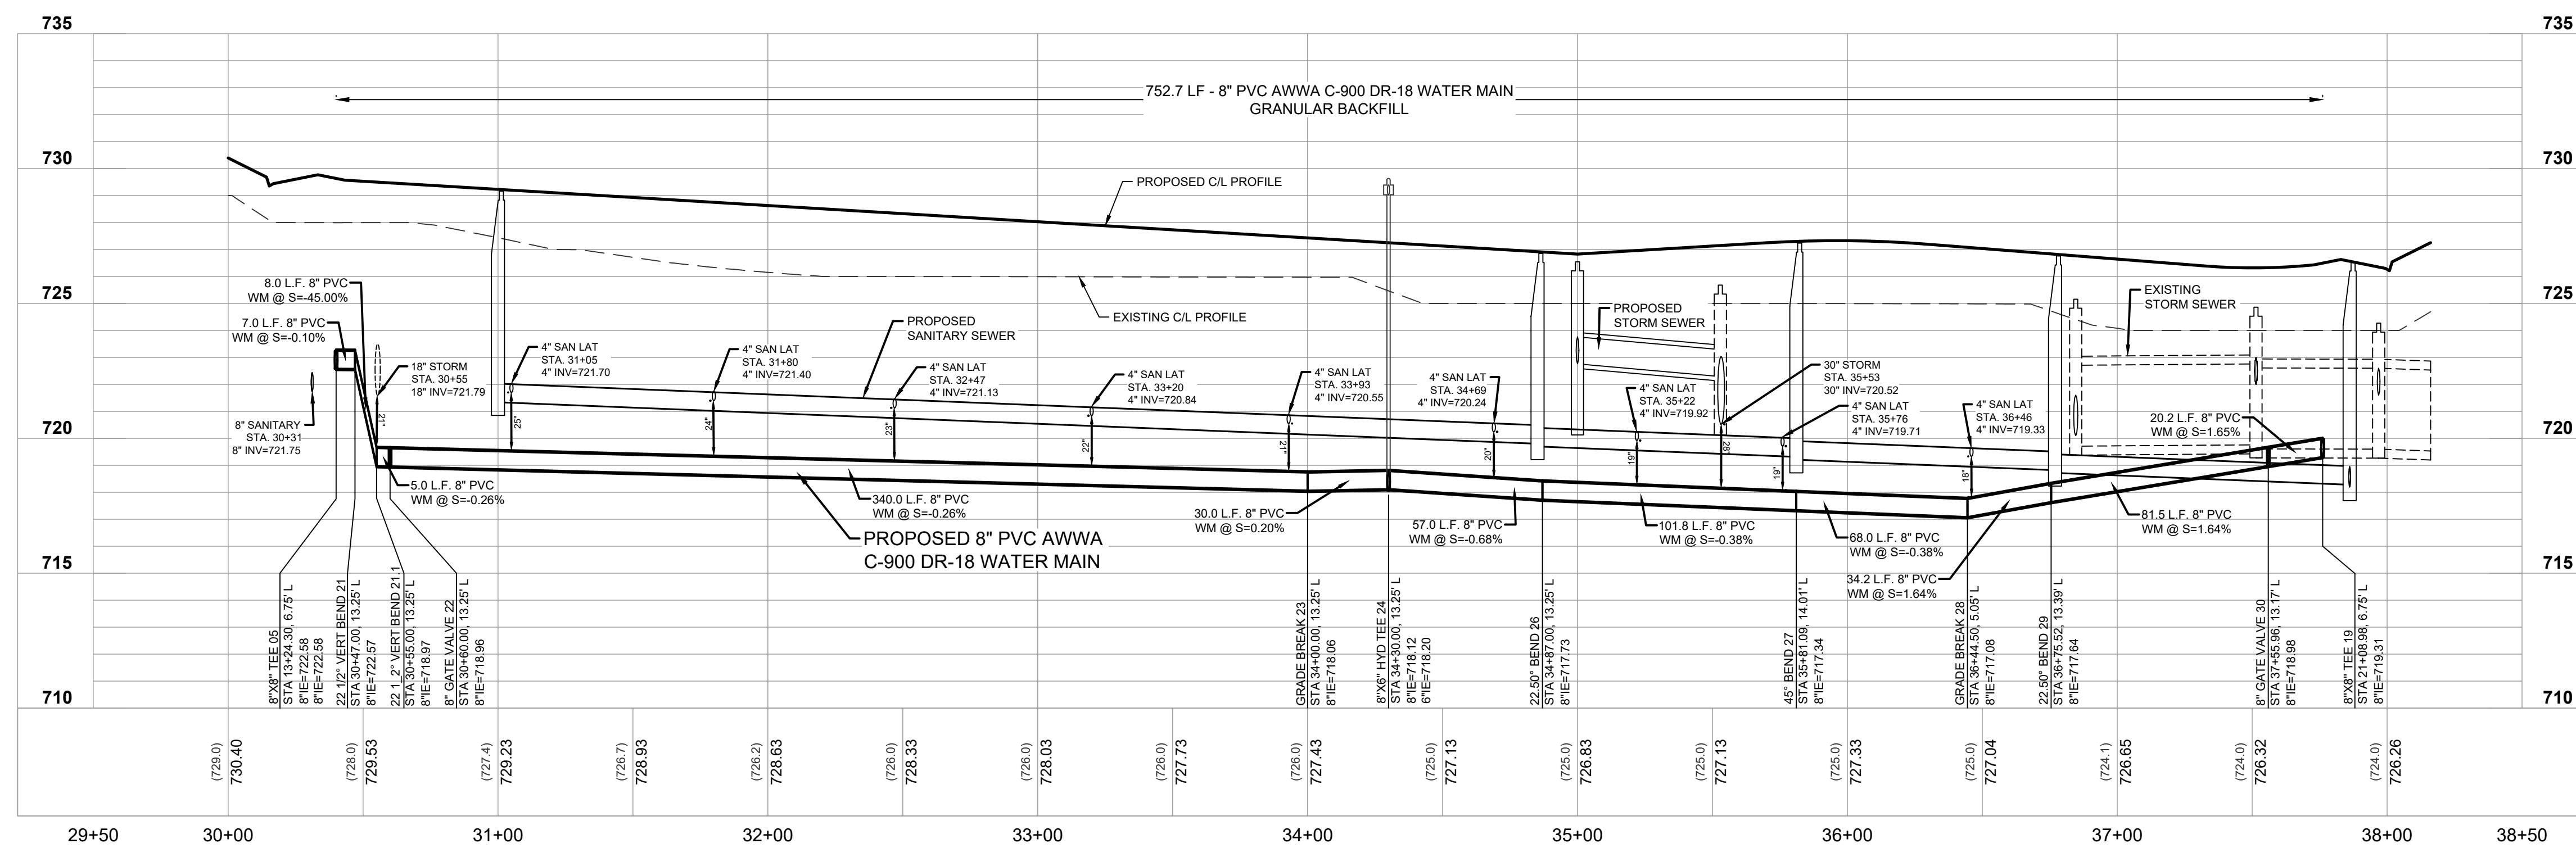 735
735
752.7 LF - 8" PVC AWWA C-900 DR-18 WATER MAIN
GRANULAR BACKFILL
730
730
PROPOSED C/L PROFILE
725
725
8.0 L.F. 8" PVC
WM @ S=-45.00%
7.0 L.F. 8" PVC
WM @ S=-0.10%
EXISTING C/L PROFILE
PROPOSED
SANITARY SEWER
PROPOSED
STORM SEWER
EXISTING
STORM SEWER
18" STORM
STA. 30+55
18" INV=721.79
4" SAN LAT
STA. 31+05
4" INV=721.70
4" SAN LAT
STA. 31+80
4" INV=721.40
4" SAN LAT
STA. 32+47
4" INV=721.13
4" SAN LAT
STA. 33+20
4" INV=720.84
4" SAN LAT
STA. 33+93
4" INV=720.55
4" SAN LAT
STA. 34+69
4" INV=720.24
4" SAN LAT
STA. 35+22
4" INV=719.92
30" STORM
STA. 35+53
30" INV=720.52
4" SAN LAT
STA. 35+76
4" INV=719.71
4" SAN LAT
STA. 36+46
4" INV=719.33
20.2 L.F. 8" PVC
WM @ S=1.65%
8" SANITARY
STA. 30+31
8" INV=721.75
720
720
21"
25"
24"
23"
22"
21"
20"
19"
28"
19"
18"
5.0 L.F. 8" PVC
WM @ S=-0.26%
340.0 L.F. 8" PVC
WM @ S=-0.26%
PROPOSED 8" PVC AWWA
C-900 DR-18 WATER MAIN
30.0 L.F. 8" PVC
WM @ S=0.20%
57.0 L.F. 8" PVC
WM @ S=-0.68%
101.8 L.F. 8" PVC
WM @ S=-0.38%
68.0 L.F. 8" PVC
WM @ S=-0.38%
34.2 L.F. 8" PVC
WM @ S=1.64%
81.5 L.F. 8" PVC
WM @ S=1.64%
715
715
8"X8" TEE 05
STA 13+24.30, 6.75' L
8"IE=722.58
8"IE=722.58
22 1/2° VERT BEND 21
STA 30+47.00, 13.25' L
8"IE=722.57
22 1_2° VERT BEND 21.1
STA 30+55.00, 13.25' L
8"IE=718.97
8" GATE VALVE 22
STA 30+60.00, 13.25' L
8"IE=718.96
GRADE BREAK 23
STA 34+00.00, 13.25' L
8"IE=718.06
8"X6" HYD TEE 24
STA 34+30.00, 13.25' L
8"IE=718.12
6"IE=718.20
22.50° BEND 26
STA 34+87.00, 13.25' L
8"IE=717.73
45° BEND 27
STA 35+81.09, 14.01' L
8"IE=717.34
GRADE BREAK 28
STA 36+44.50, 5.05' L
8"IE=717.08
22.50° BEND 29
STA 36+75.52, 13.39' L
8"IE=717.64
8" GATE VALVE 30
STA 37+55.96, 13.17' L
8"IE=718.98
8"X8" TEE 19
STA 21+08.98, 6.75' L
8"IE=719.31
710
710
(729.0)
730.40
(728.0)
729.53
(727.4)
729.23
(726.7)
728.93
(726.2)
728.63
(726.0)
728.33
(726.0)
728.03
(726.0)
727.73
(726.0)
727.43
(725.0)
727.13
(725.0)
726.83
(725.0)
727.13
(725.0)
727.33
(725.0)
727.04
(724.1)
726.65
(724.0)
726.32
(724.0)
726.26
29+50
30+00
31+00
32+00
33+00
34+00
35+00
36+00
37+00
38+00
38+50